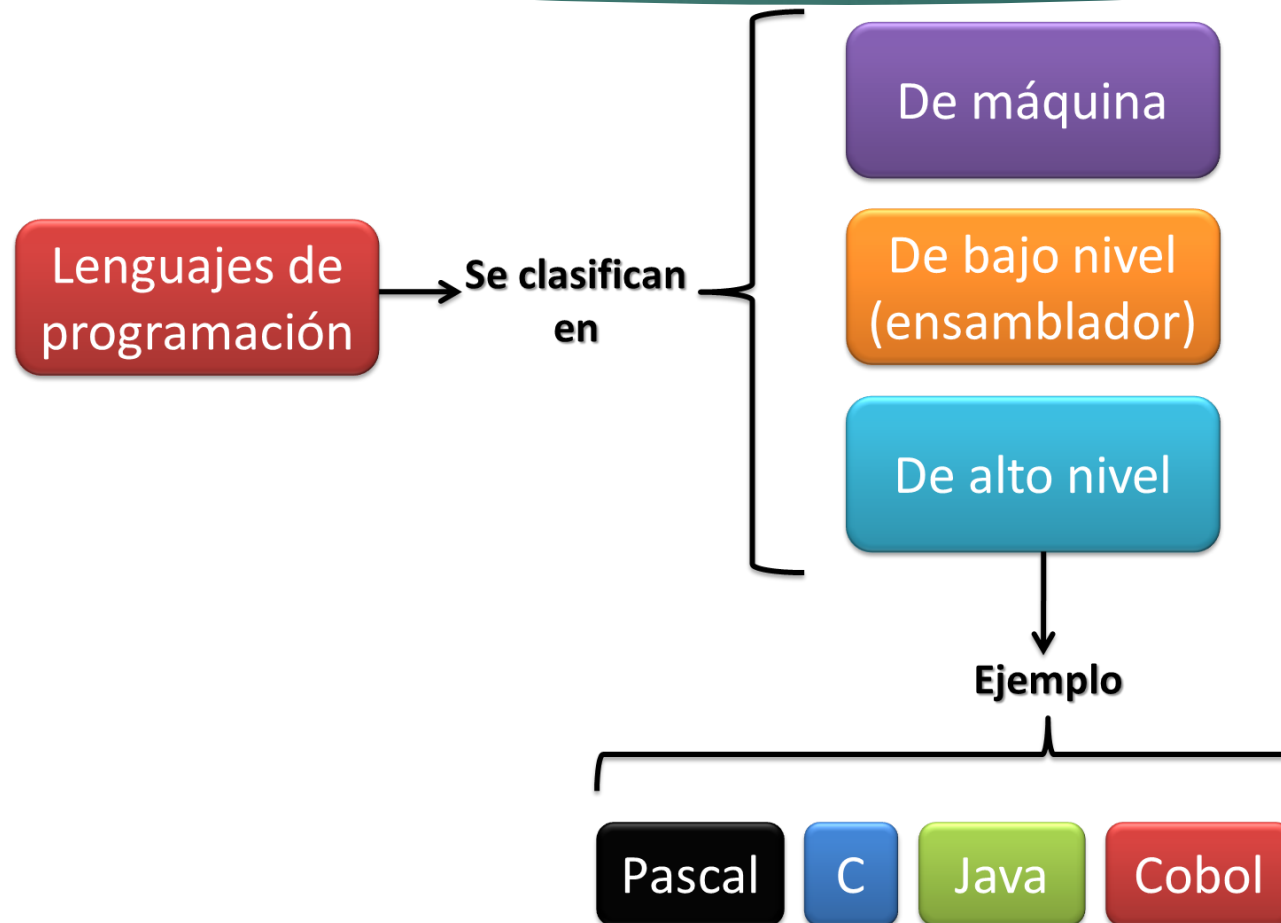 De máquina
Lenguajes de
programación
Se clasifican
en
De bajo nivel
(ensamblador)
De alto nivel
Ejemplo
Pascal
C
Java
Cobol